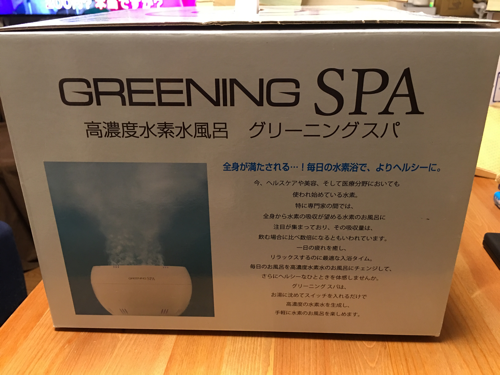 GREENING SPA
高濃度水素水風呂 グリーニングスパ
全身が満たされる…!毎日の水素浴で、よりヘルシーに。
今、ヘルスケアや美容、そして医療分野においても
使われ始めている水素。
特に専門家の間では、
全身から水素の吸収が望める水素のお風呂に
注目が集まっており、その吸収量は、
飲む場合に比べ数倍になるともいわれています。
一日の疲れを癒し、
リラックスするのに最適な入浴タイム。
毎日のお風呂を高濃度水素水のお風呂にチェンジして、
さらにヘルシーなひとときを体感しませんか。
グリーニングスパは、
お湯に沈めてスイッチを入れるだけで
高濃度の水素水を生成し、
手軽に水素のお風呂を楽しめます。
GREENING SPA